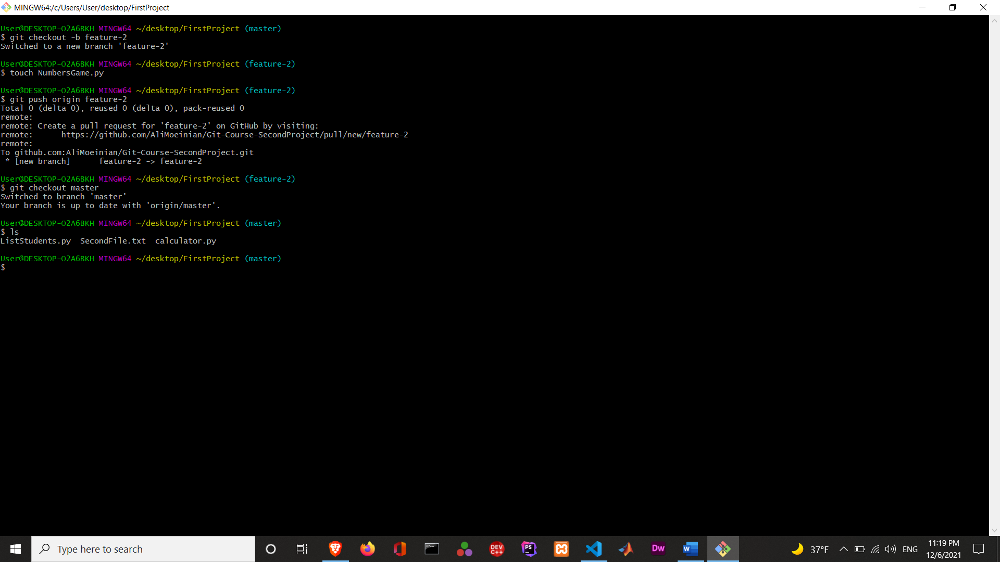 MINGW64:/c/Users/User/desktop/FirstProject
User@DESKTOP-O2A6BKH MINGW64 ~/desktop/FirstProject (master)
$ git checkout -b feature-2
Switched to a new branch 'feature-2'
User@DESKTOP-O2A6BKH MINGW64 ~/desktop/FirstProject (feature-2)
$ touch NumbersGame.py
User@DESKTOP-O2A6BKH MINGW64 ~/desktop/FirstProject (feature-2)
$ git push origin feature-2
Total 0 (delta 0), reused 0 (delta 0), pack-reused 0
remote:
remote: Create a pull request for 'feature-2' on GitHub by visiting:
remote:      https://github.com/AliMoeinian/Git-Course-SecondProject/pull/new/feature-2
remote:
To github.com:AliMoeinian/Git-Course-SecondProject.git
 * [new branch]      feature-2 -> feature-2
User@DESKTOP-O2A6BKH MINGW64 ~/desktop/FirstProject (feature-2)
$ git checkout master
Switched to branch 'master'
Your branch is up to date with 'origin/master'.
User@DESKTOP-O2A6BKH MINGW64 ~/desktop/FirstProject (master)
$ ls
ListStudents.py  SecondFile.txt  calculator.py
User@DESKTOP-O2A6BKH MINGW64 ~/desktop/FirstProject (master)
$
Type here to search
DEV C++
PS
Dw
W
37°F
ENG
11:19 PM
12/6/2021